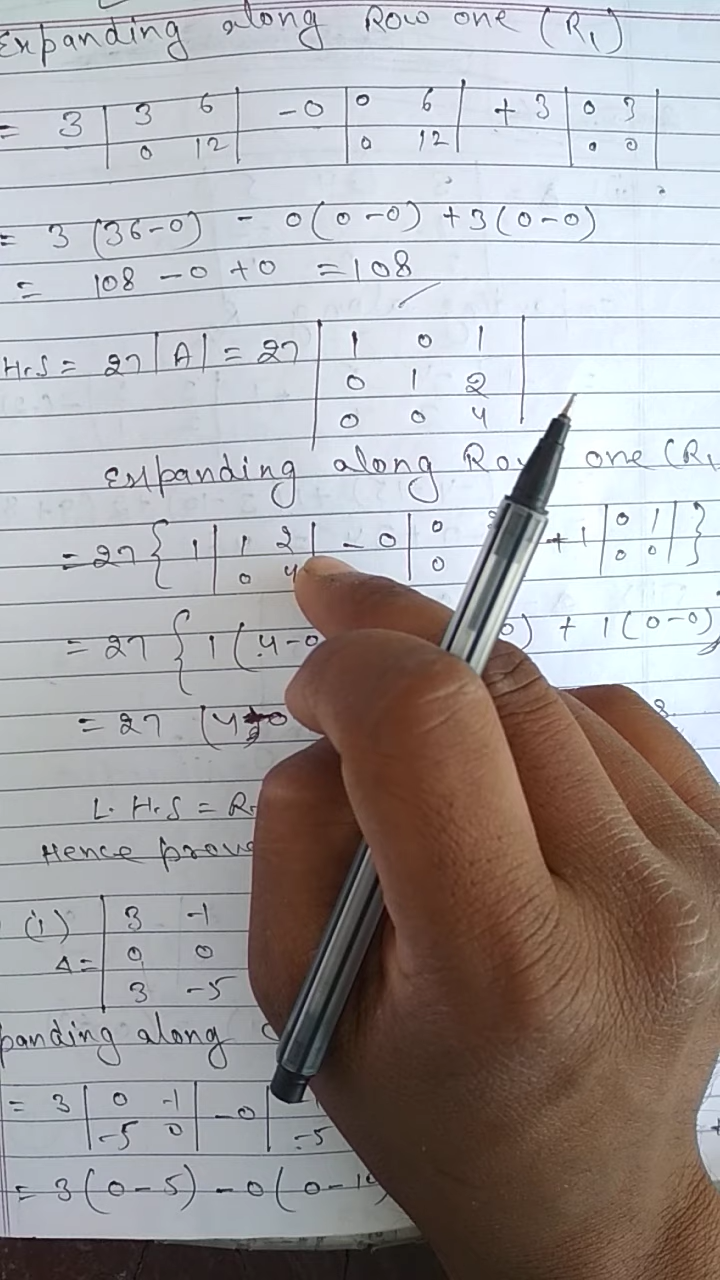 Expanding along Row one (R₁)
= 3 | 3 6 | - 0 | 0 6 | + 3 | 0 3 |
| 0 12 | | 0 12 | | 0 0 |
= 3 (36-0) - 0(0-0) + 3(0-0)
= 108 - 0 + 0 = 108
H.S = 27 |A| = 27 | 1 0 1 |
| 0 1 2 |
| 0 0 4 |
Expanding along Row one (R₁
= 27 { 1 | 1 2 | - 0 | 0 + 1 | 0 1 | }
| 0 4 | | 0 | 0 0 |
= 27 { 1 (4-0 0) + 1(0-0)
= 27 (4
L.H.S = R.
Hence prove
(i) | 3 -1
Δ = | 0 0
| 3 -5
panding along
= 3 | 0 -1 | - 0 |
| -5 0 | | -5
= 3(0-5) - 0(0-